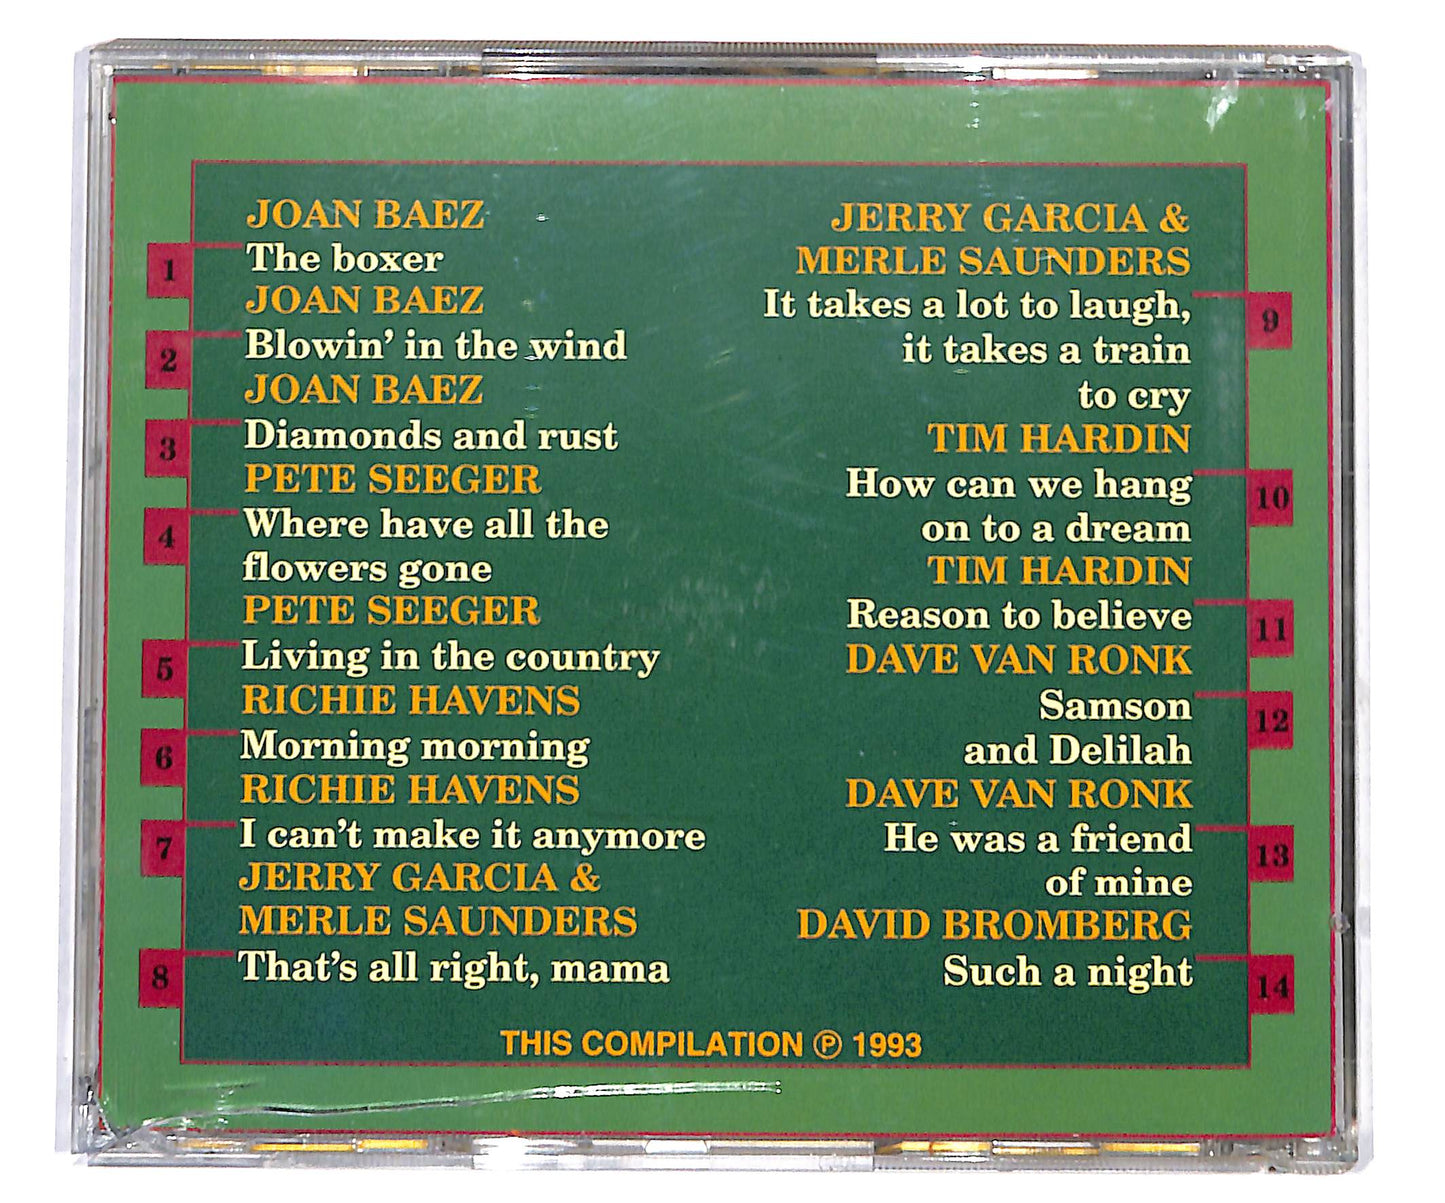 JOAN BAEZ
1 The boxer
JOAN BAEZ
2 Blowin' in the wind
JOAN BAEZ
3 Diamonds and rust
PETE SEEGER
4 Where have all the
flowers gone
PETE SEEGER
5 Living in the country
RICHIE HAVENS
6 Morning morning
RICHIE HAVENS
7 I can't make it anymore
JERRY GARCIA &
MERLE SAUNDERS
8 That's all right, mama
JERRY GARCIA &
MERLE SAUNDERS
It takes a lot to laugh, 9
it takes a train
to cry
TIM HARDIN
How can we hang 10
on to a dream
TIM HARDIN
Reason to believe 11
DAVE VAN RONK
Samson 12
and Delilah
DAVE VAN RONK
He was a friend 13
of mine
DAVID BROMBERG
Such a night 14
THIS COMPILATION ℗ 1993